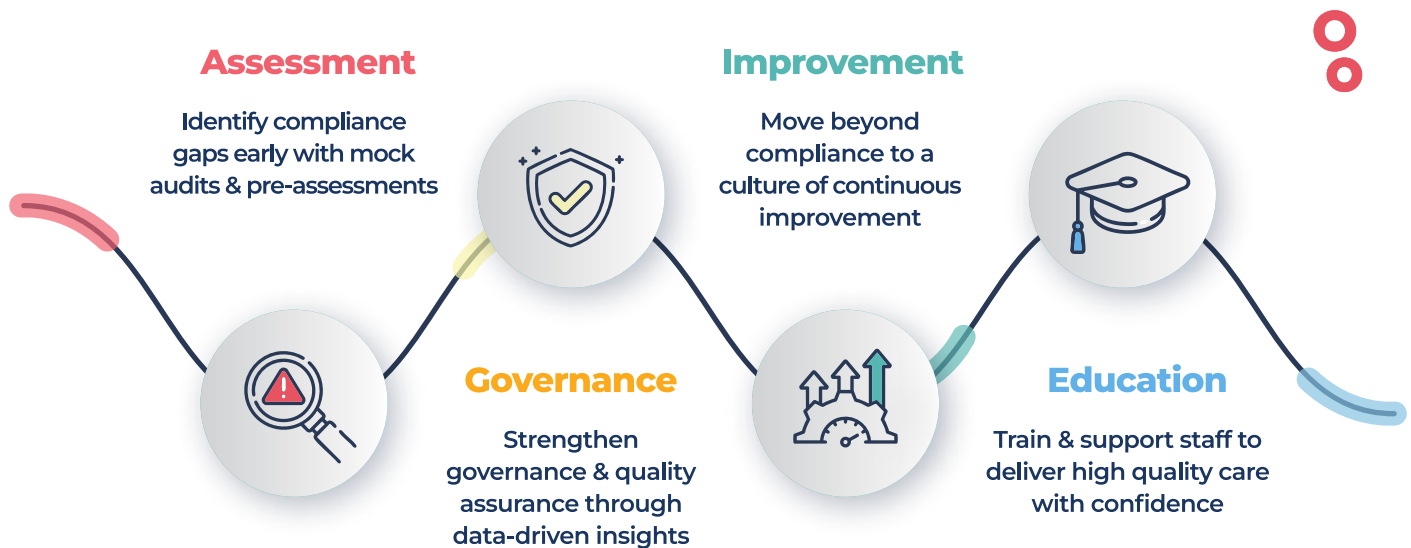 Assessment
Identify compliance
gaps early with mock
audits & pre-assessments
Governance
Strengthen
governance & quality
assurance through
data-driven insights
Improvement
Move beyond
compliance to a
culture of continuous
improvement
Education
Train & support staff to
deliver high quality care
with confidence